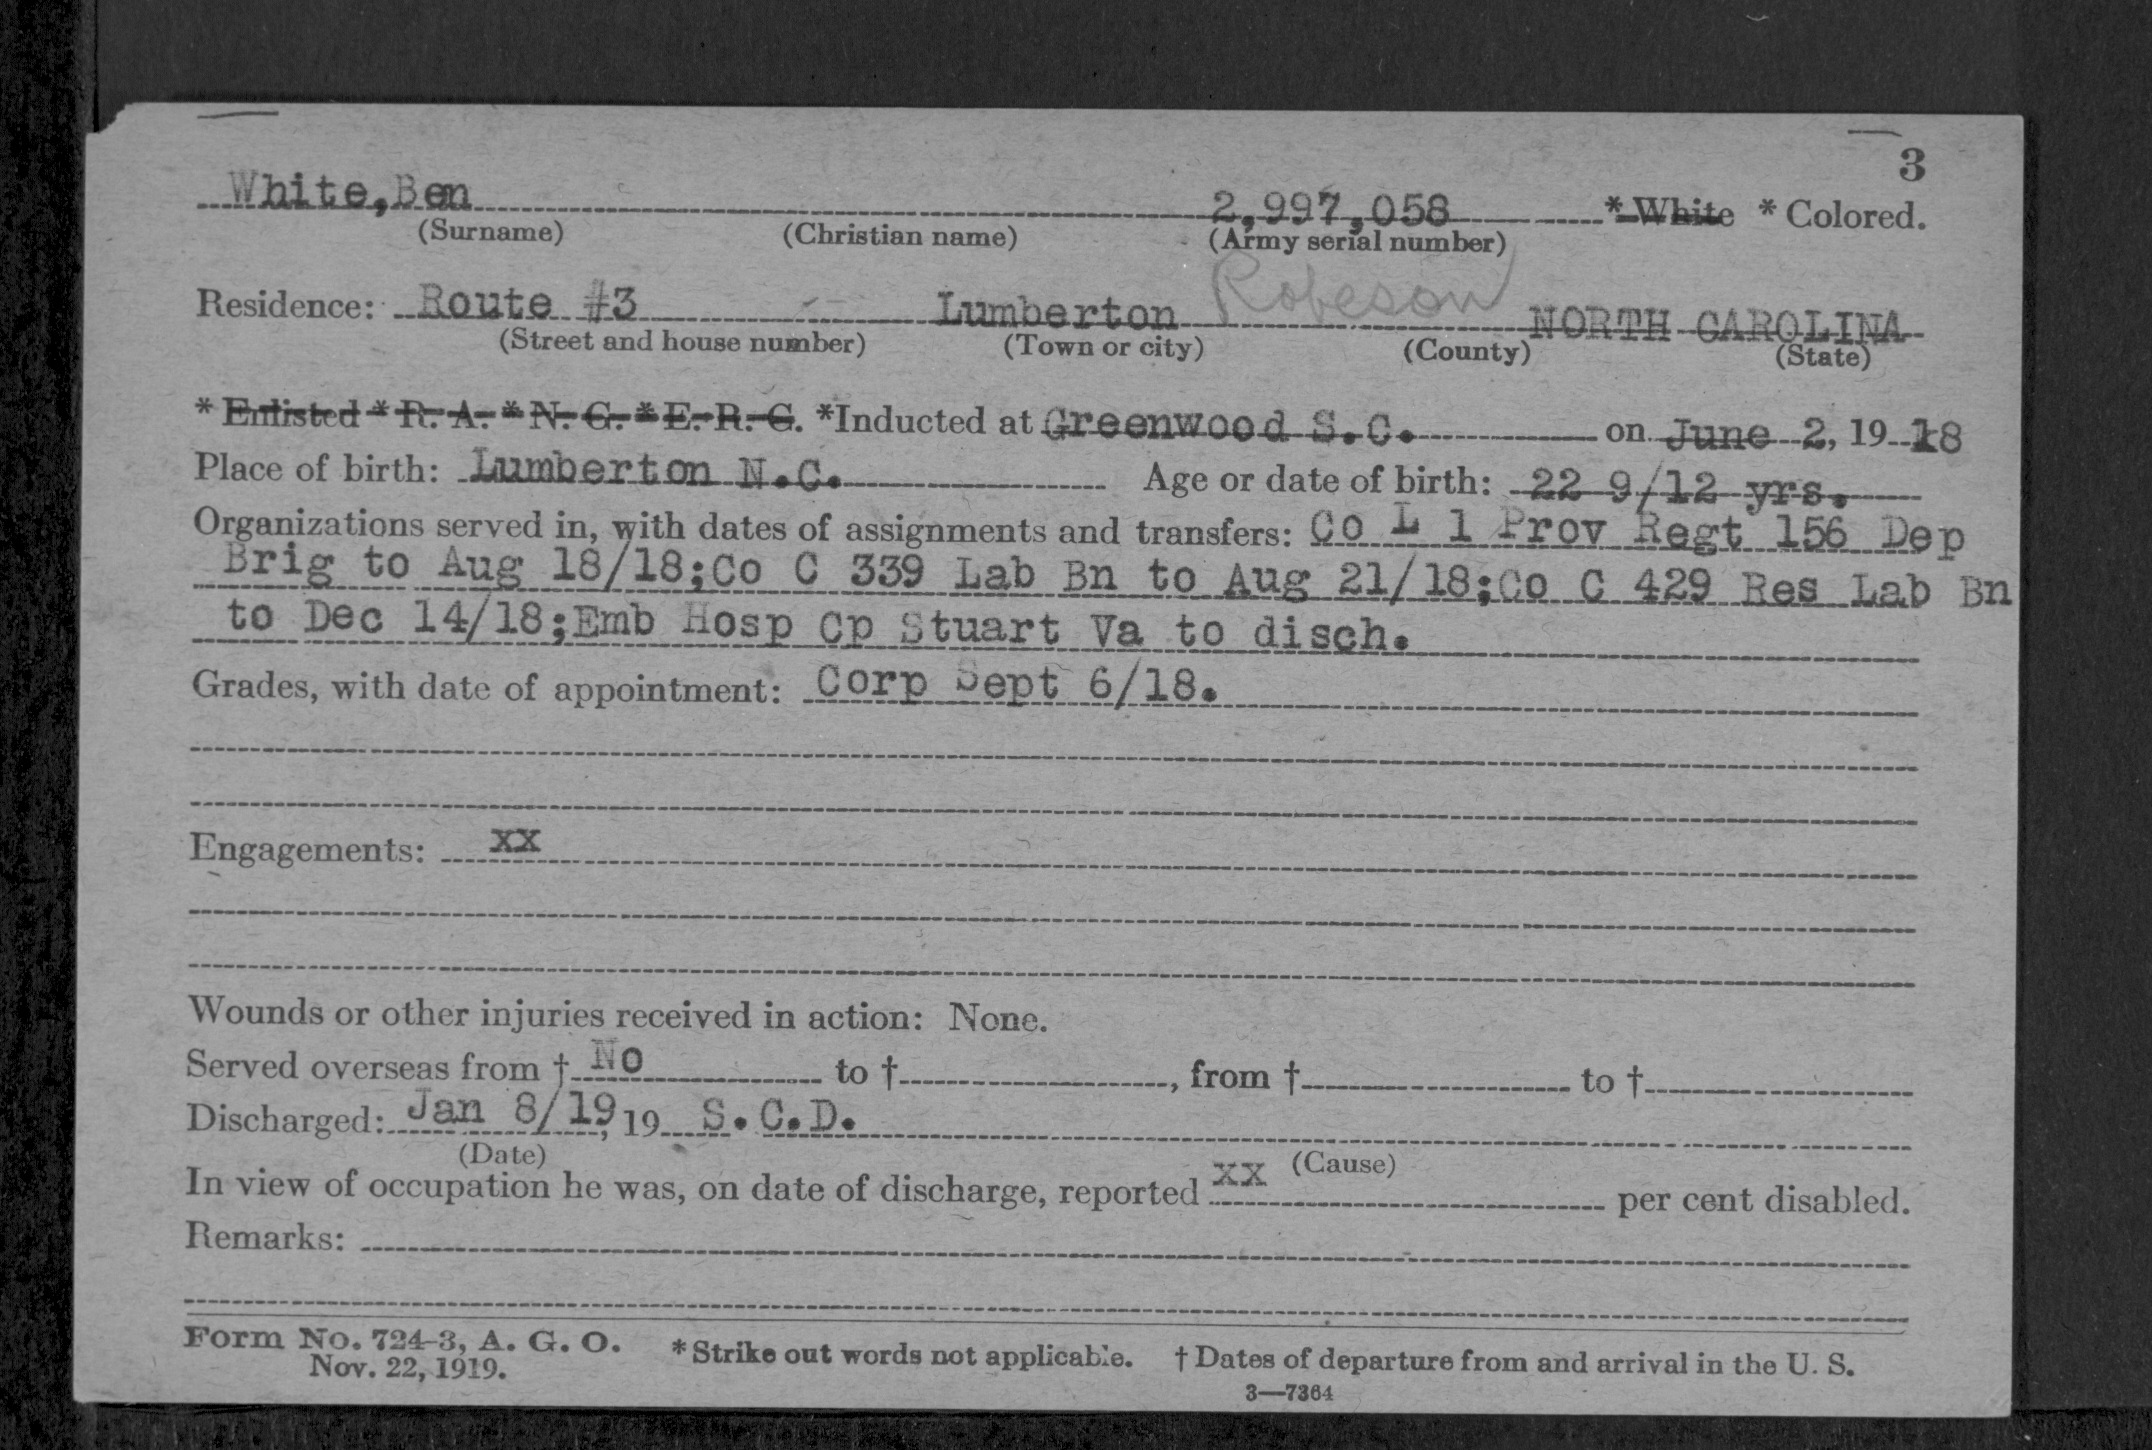 3
White,Ben 2,997,058 *White *Colored.
(Surname) (Christian name) (Army serial number)
Residence: Route #3 Lumberton Robeson NORTH CAROLINA
(Street and house number) (Town or city) (County) (State)
*Enlisted *R. A. *N. G. *E. R. C. *Inducted at Greenwood S.C. on June 2, 19 18
Place of birth: Lumberton N.C. Age or date of birth: 22 9/12 yrs.
Organizations served in, with dates of assignments and transfers: Co L 1 Prov Regt 156 Dep
Brig to Aug 18/18;Co C 339 Lab Bn to Aug 21/18;Co C 429 Res Lab Bn
to Dec 14/18;Emb Hosp Cp Stuart Va to disch.
Grades, with date of appointment: Corp Sept 6/18.
Engagements: xx
Wounds or other injuries received in action: None.
Served overseas from † No to †, from † to †
Discharged: Jan 8/19, 19 S.C.D.
(Date) (Cause)
In view of occupation he was, on date of discharge, reported xx per cent disabled.
Remarks:
Form No. 724-3, A. G. O. *Strike out words not applicable. † Dates of departure from and arrival in the U. S.
Nov. 22, 1919.
3—7364